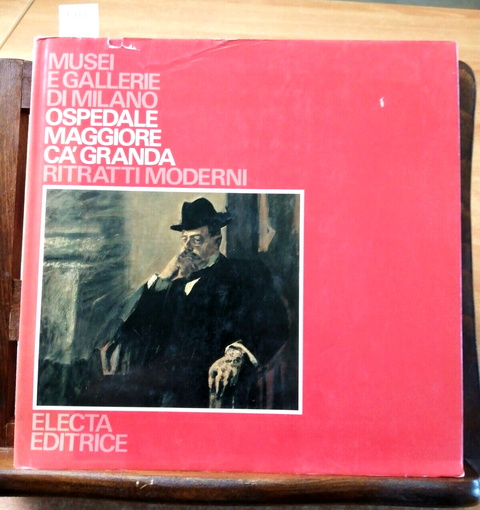 MUSEI
E GALLERIE
DI MILANO
OSPEDALE
MAGGIORE
CA' GRANDA
RITRATTI MODERNI
ELECTA
EDITRICE